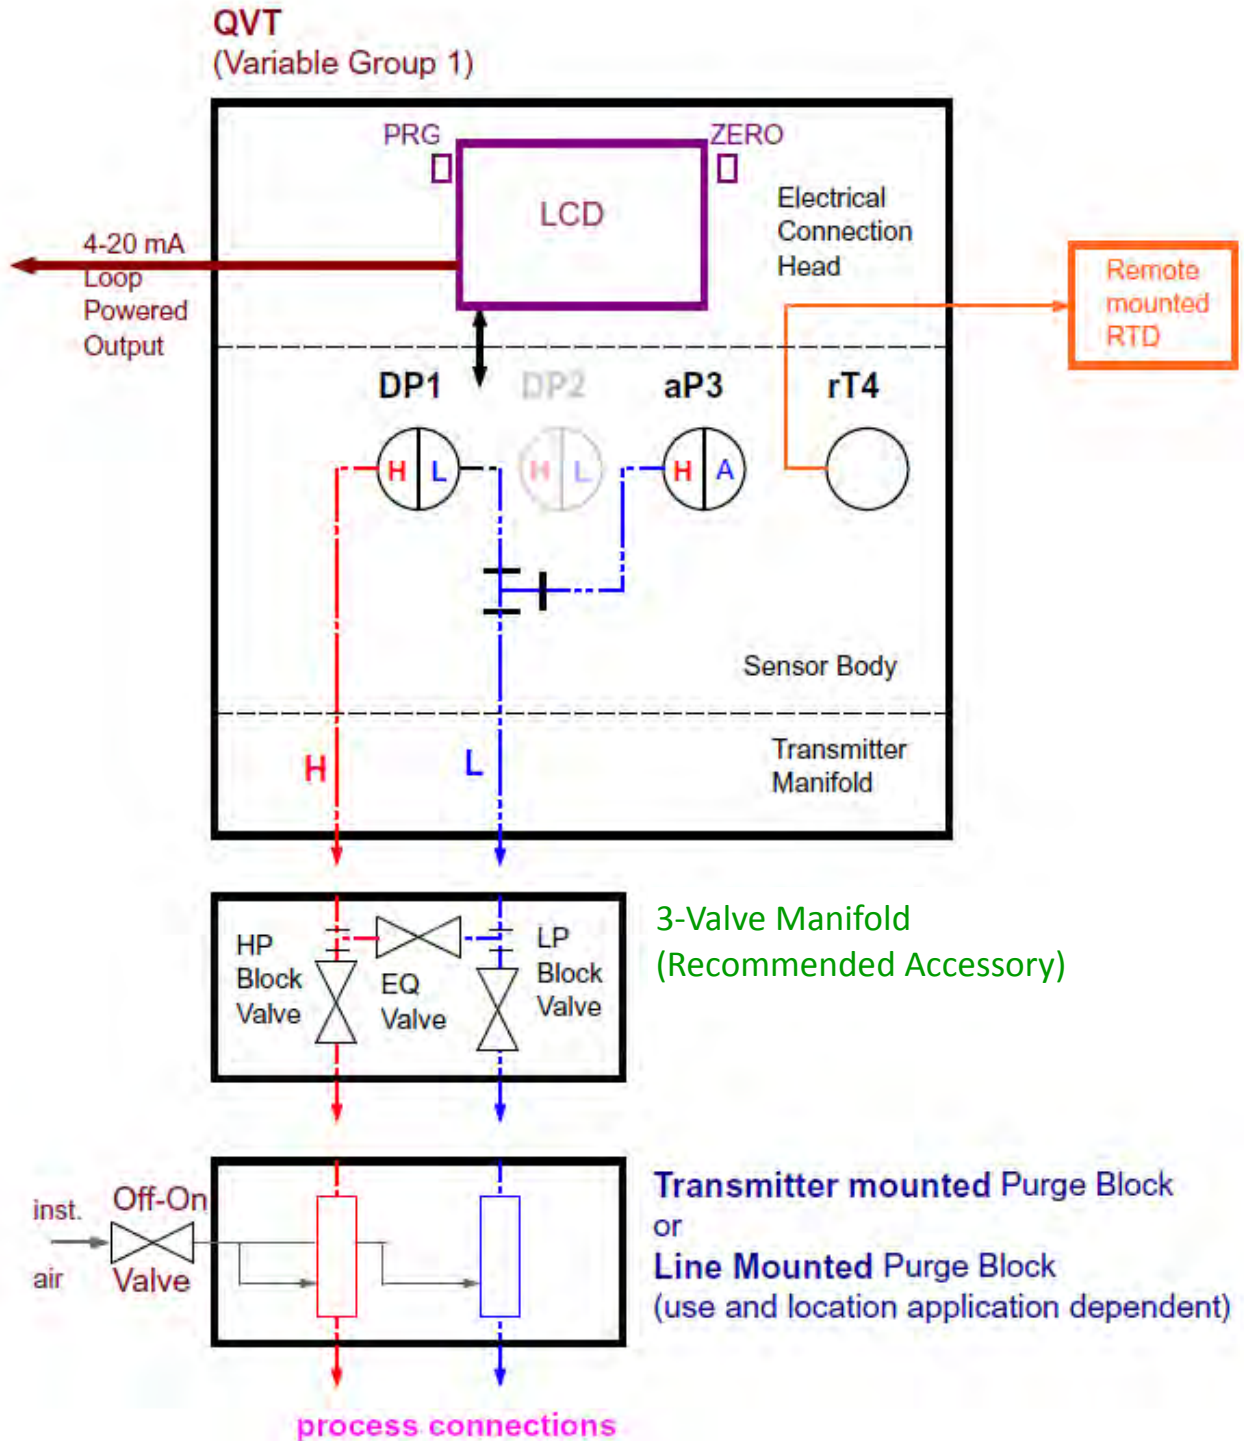 QVT
(Variable Group 1)
PRG
ZERO
LCD
Electrical
Connection
Head
4-20 mA
Loop
Powered
Output
Remote
mounted
RTD
DP1
DP2
aP3
rT4
H L
H L
H A
Sensor Body
H
L
Transmitter
Manifold
3-Valve Manifold
(Recommended Accessory)
HP
Block
Valve
EQ
Valve
LP
Block
Valve
inst.
air
Off-On
Valve
Transmitter mounted Purge Block
or
Line Mounted Purge Block
(use and location application dependent)
process connections